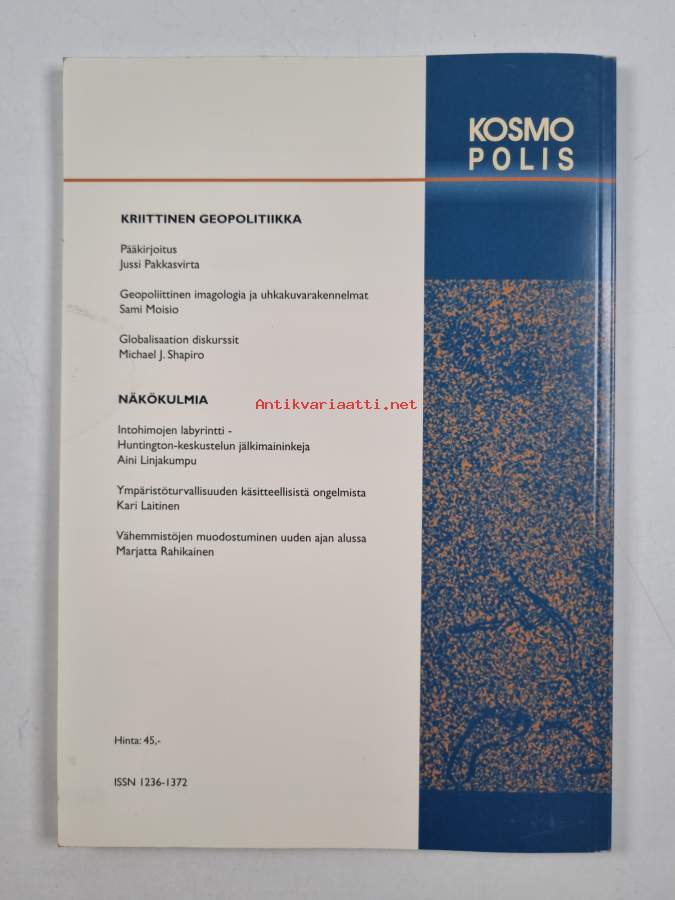 KOSMO
POLIS
KRIITTINEN GEOPOLITIIKKA
Pääkirjoitus
Jussi Pakkasvirta
Geopoliittinen imagologia ja uhkakuvarakennelmat
Sami Moisio
Globalisaation diskurssit
Michael J. Shapiro
NÄKÖKULMIA
Antikvariaatti.net
Intohimojen labyrintti -
Huntington-keskustelun jälkimaininkeja
Aini Linjakumpu
Ympäristöturvallisuuden käsitteellisistä ongelmista
Kari Laitinen
Vähemmistöjen muodostuminen uuden ajan alussa
Marjatta Rahikainen
Hinta: 45,-
ISSN 1236-1372